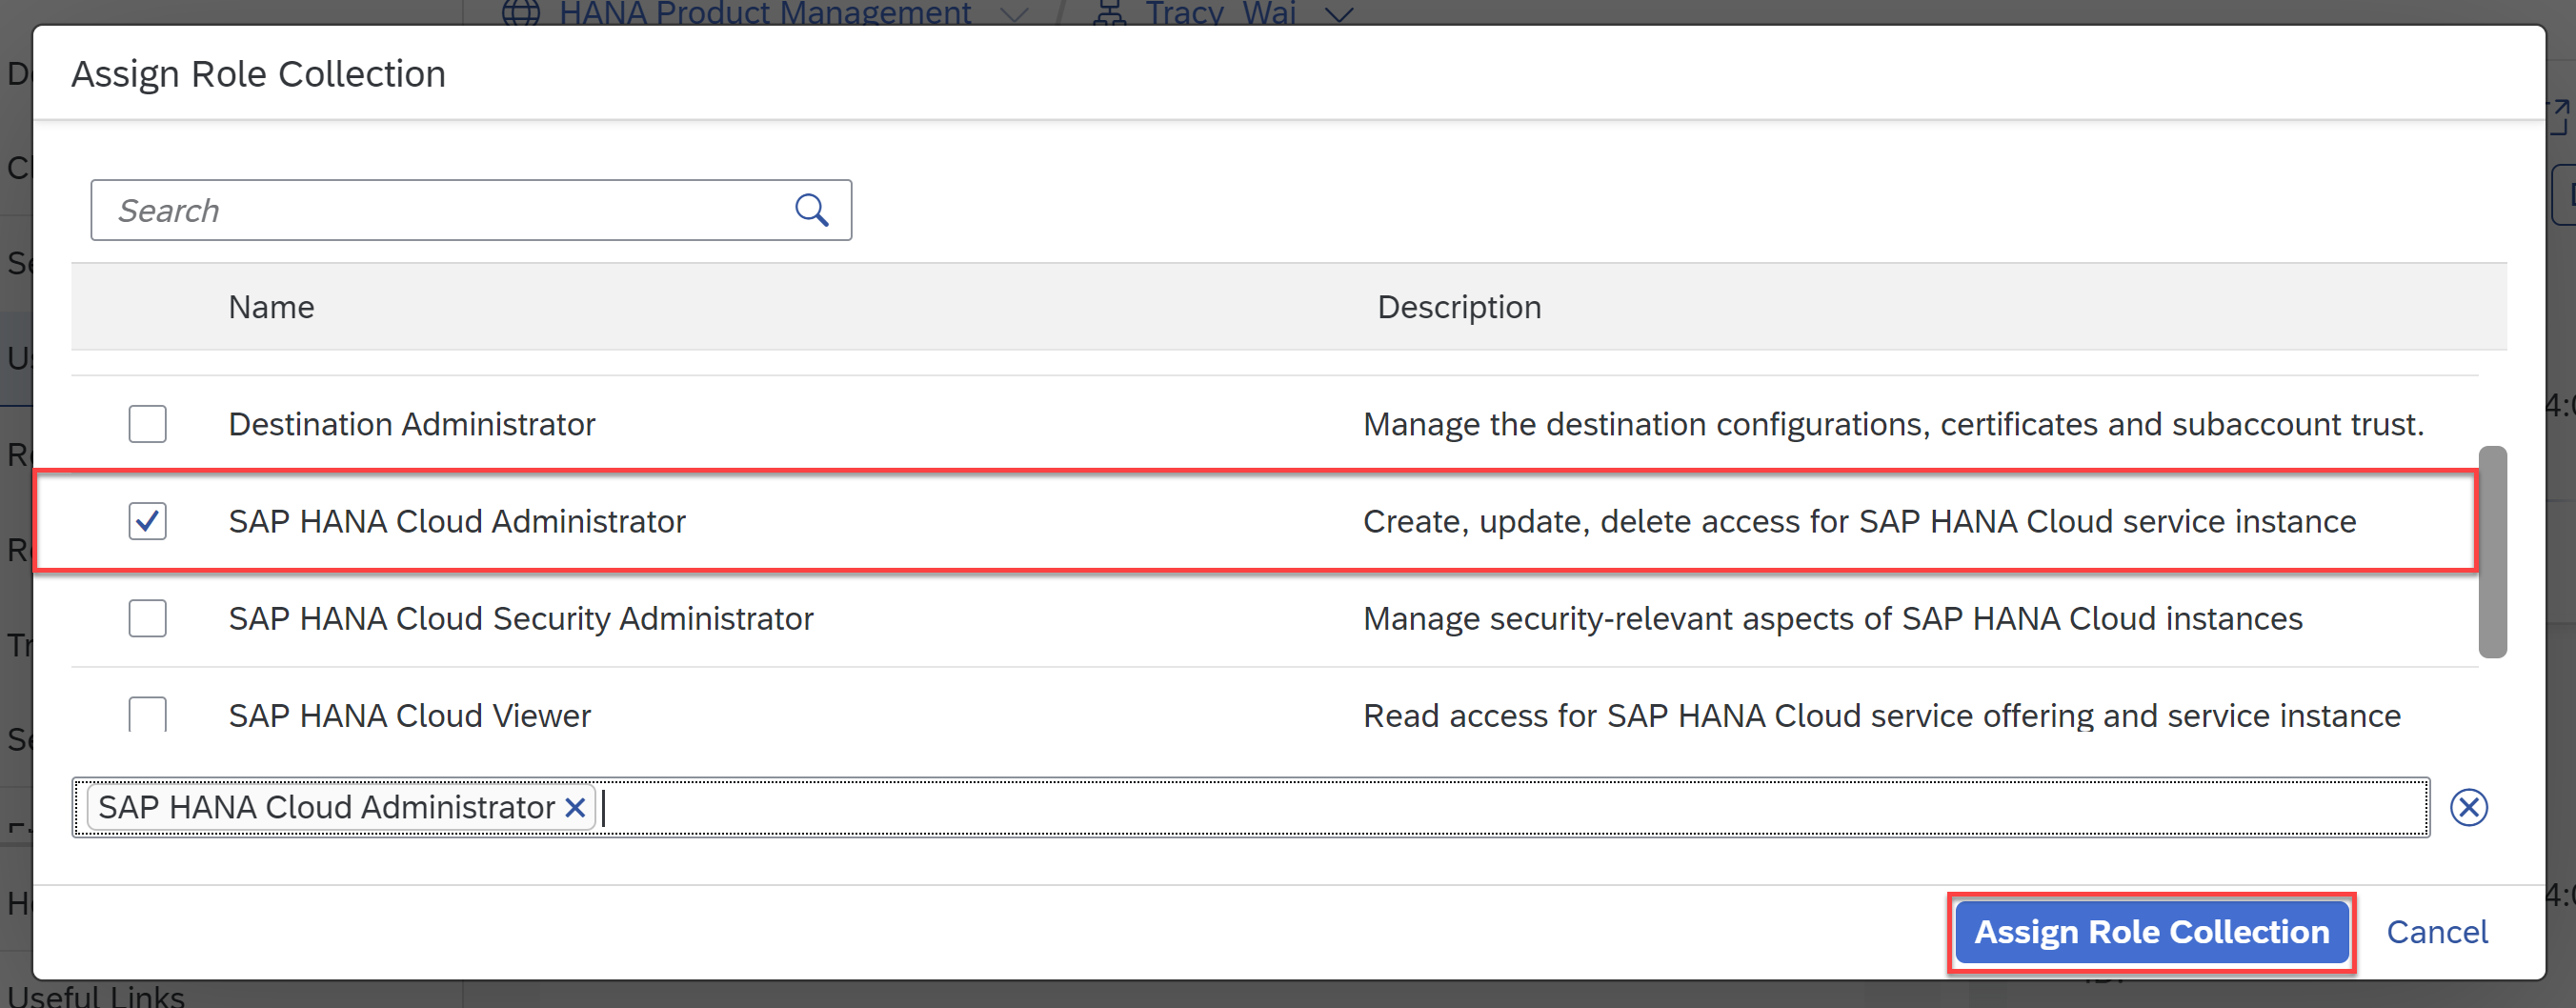 HANA Product Management / Tracy_Wai
Assign Role Collection
Search
Name Description
Destination Administrator Manage the destination configurations, certificates and subaccount trust.
SAP HANA Cloud Administrator Create, update, delete access for SAP HANA Cloud service instance
SAP HANA Cloud Security Administrator Manage security-relevant aspects of SAP HANA Cloud instances
SAP HANA Cloud Viewer Read access for SAP HANA Cloud service offering and service instance
SAP HANA Cloud Administrator
Assign Role Collection Cancel
Useful Links